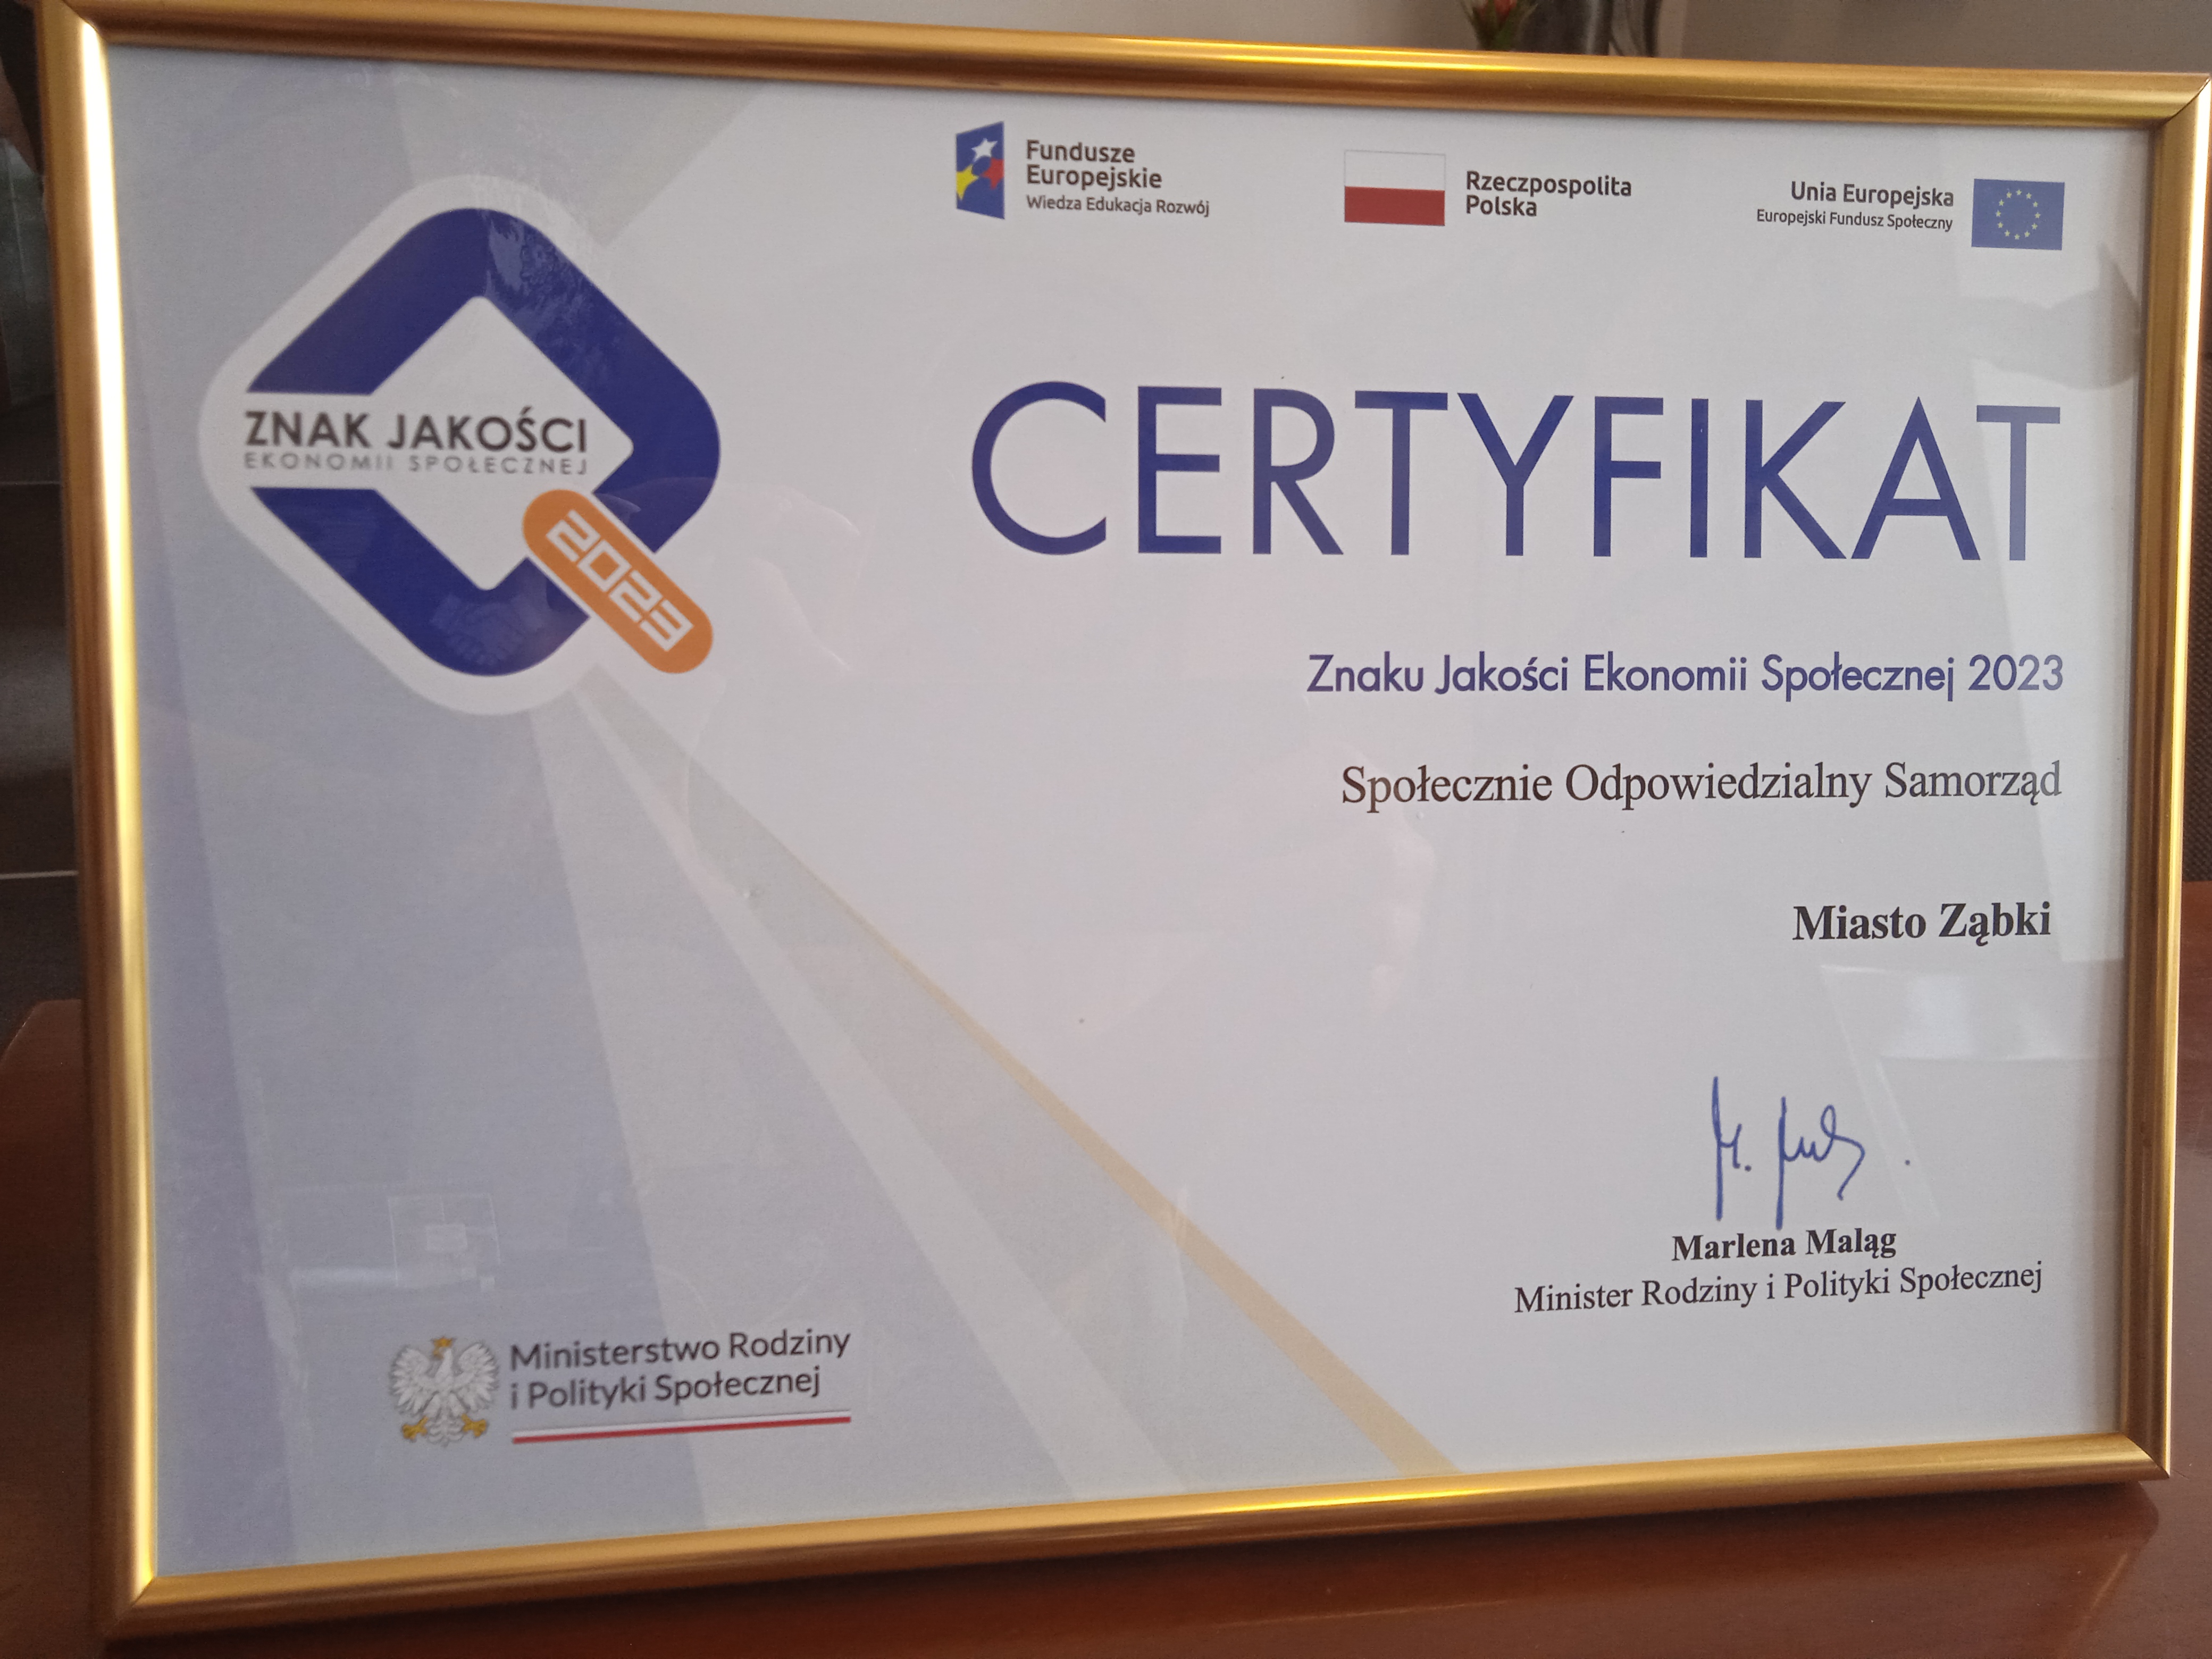 Fundusze
Europejskie
Wiedza Edukacja Rozwój
Rzeczpospolita
Polska
Unia Europejska
Europejski Fundusz Społeczny
ZNAK JAKOŚCI
EKONOMII SPOŁECZNEJ
2023
CERTYFIKAT
Znaku Jakości Ekonomii Społecznej 2023
Społecznie Odpowiedzialny Samorząd
Miasto Ząbki
Marlena Maląg
Minister Rodziny i Polityki Społecznej
Ministerstwo Rodziny
i Polityki Społecznej